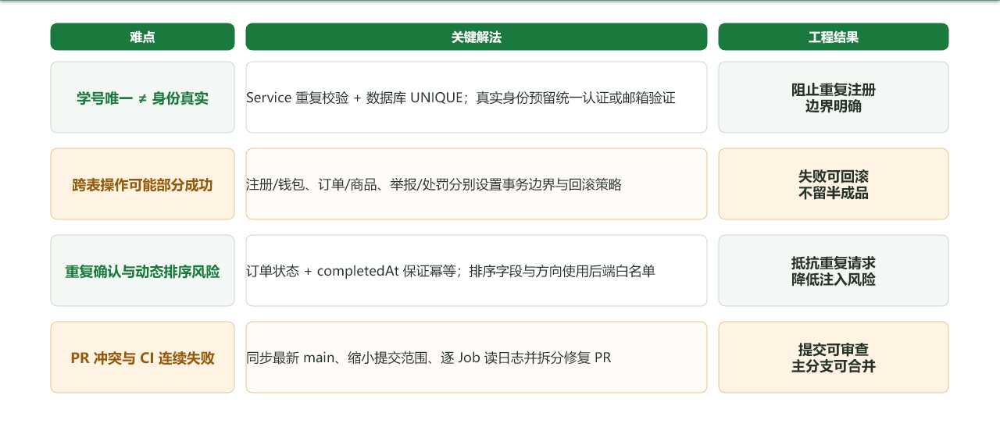 难点
关键解法
工程结果
学号唯一 ≠ 身份真实
Service 重复校验 + 数据库 UNIQUE；真实身份预留统一认证或邮箱验证
阻止重复注册
边界明确
跨表操作可能部分成功
注册/钱包、订单/商品、举报/处罚分别设置事务边界与回滚策略
失败可回滚
不留半成品
重复确认与动态排序风险
订单状态 + completedAt 保证幂等；排序字段与方向使用后端白名单
抵抗重复请求
降低注入风险
PR 冲突与 CI 连续失败
同步最新 main、缩小提交范围、逐 Job 读日志并拆分修复 PR
提交可审查
主分支可合并